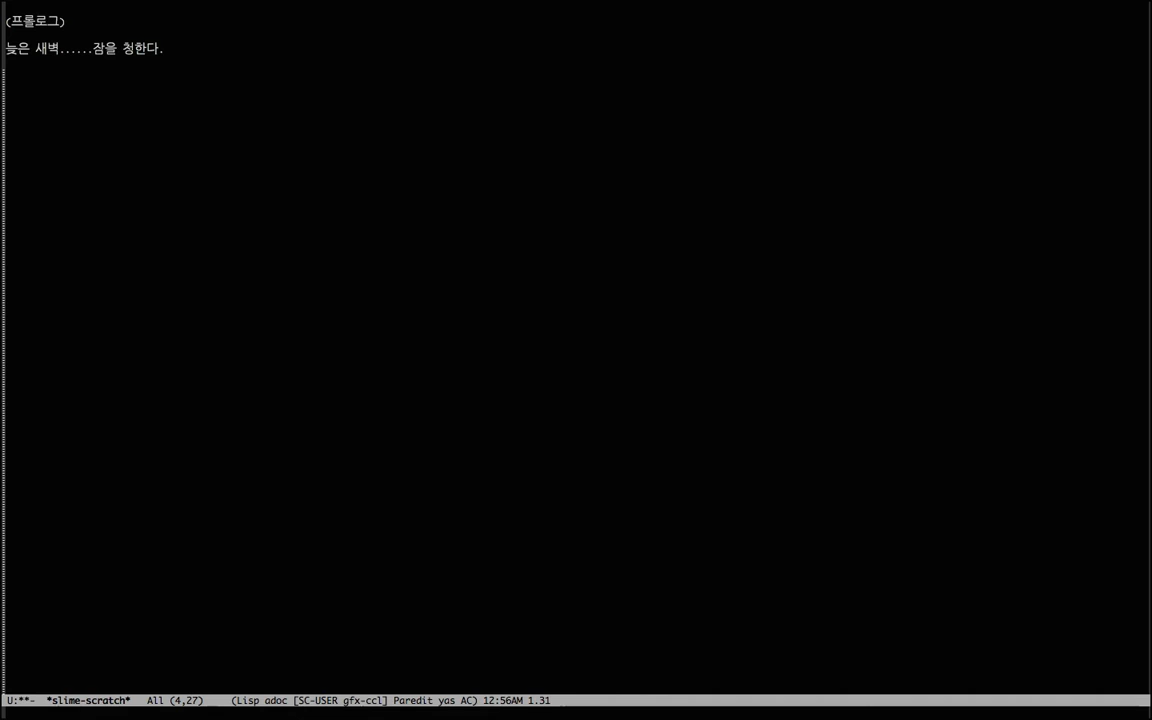 (프롤로그)
늦은 새벽......잠을 청한다.
U:**-  *slime-scratch*   All (4,27)     (Lisp adoc [SC-USER gfx-ccl] Paredit yas AC) 12:56AM 1.31